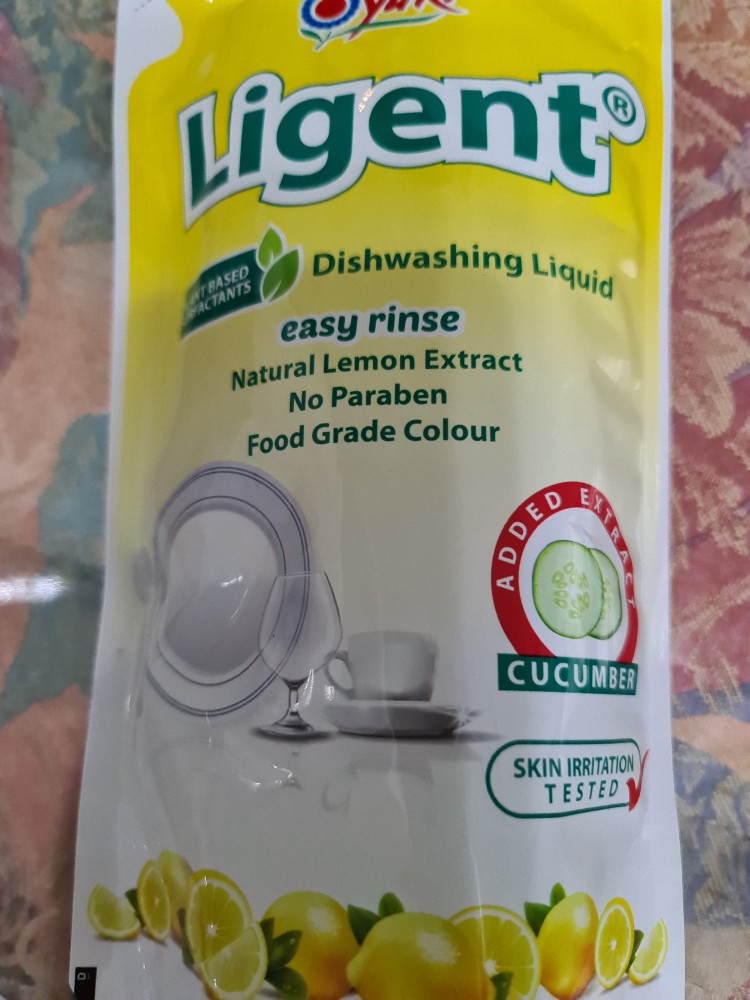 Ligent®
BASED
Dishwashing Liquid
easy rinse
Natural Lemon Extract
No Paraben
Food Grade Colour
ADDED EXTRACT
CUCUMBER
SKIN IRRITATION
TESTED